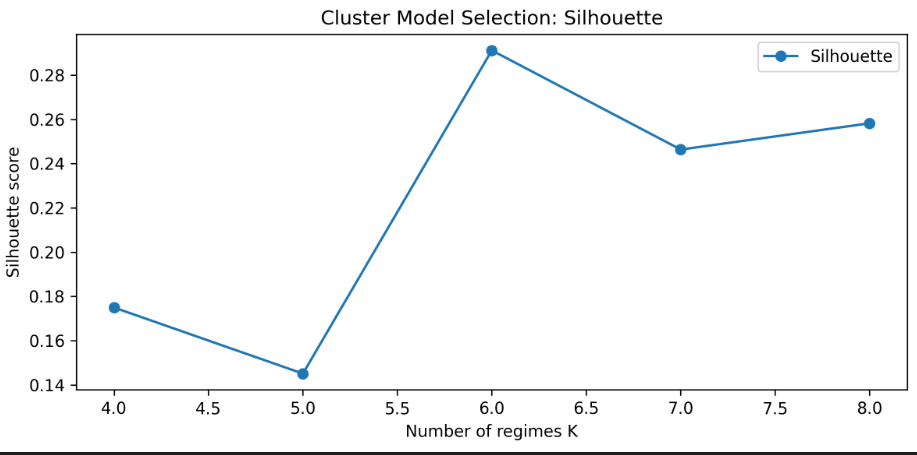 Cluster Model Selection: Silhouette
Silhouette
0.28
0.26
0.24
0.22
0.20
0.18
0.16
0.14
Silhouette score
4.0 4.5 5.0 5.5 6.0 6.5 7.0 7.5 8.0
Number of regimes K